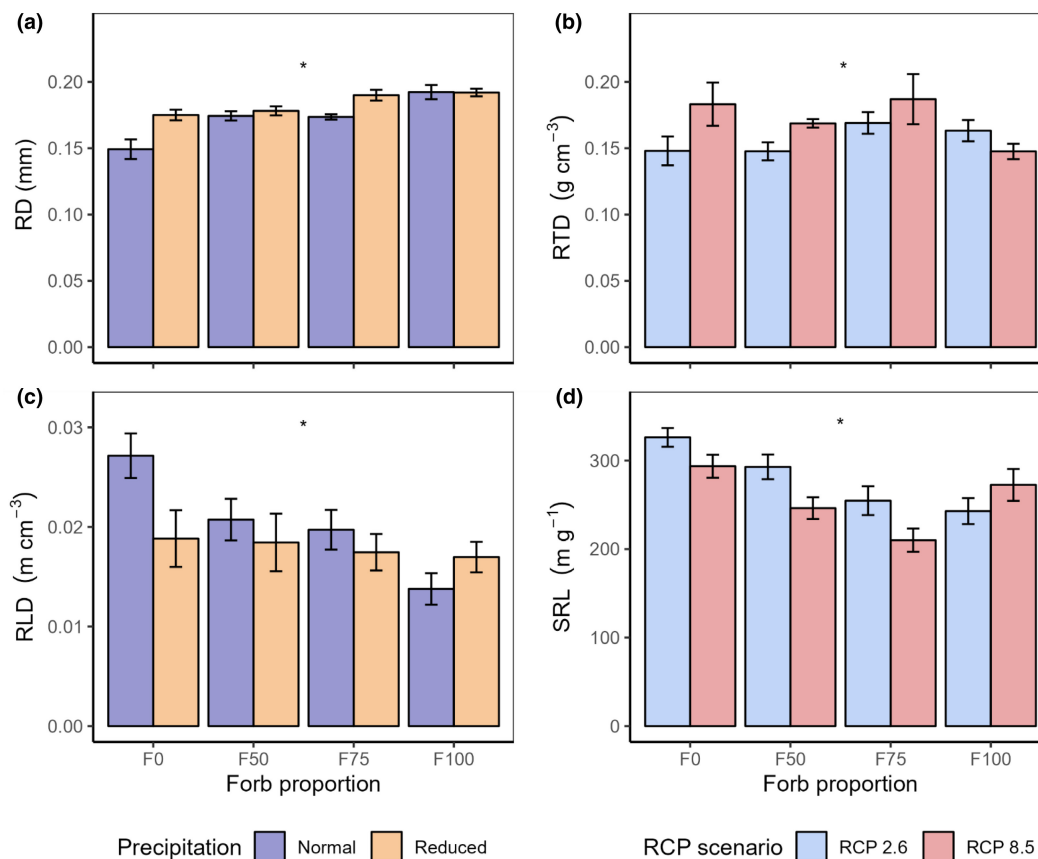 (a)
*
0.20
0.15
0.10
0.05
0.00
RD (mm)
(b)
*
0.20
0.15
0.10
0.05
0.00
RTD (g cm⁻³)
(c)
*
0.03
0.02
0.01
0.00
RLD (m cm⁻³)
F0 F50 F75 F100
Forb proportion
(d)
*
300
200
100
0
SRL (m g⁻¹)
F0 F50 F75 F100
Forb proportion
Precipitation Normal Reduced
RCP scenario RCP 2.6 RCP 8.5